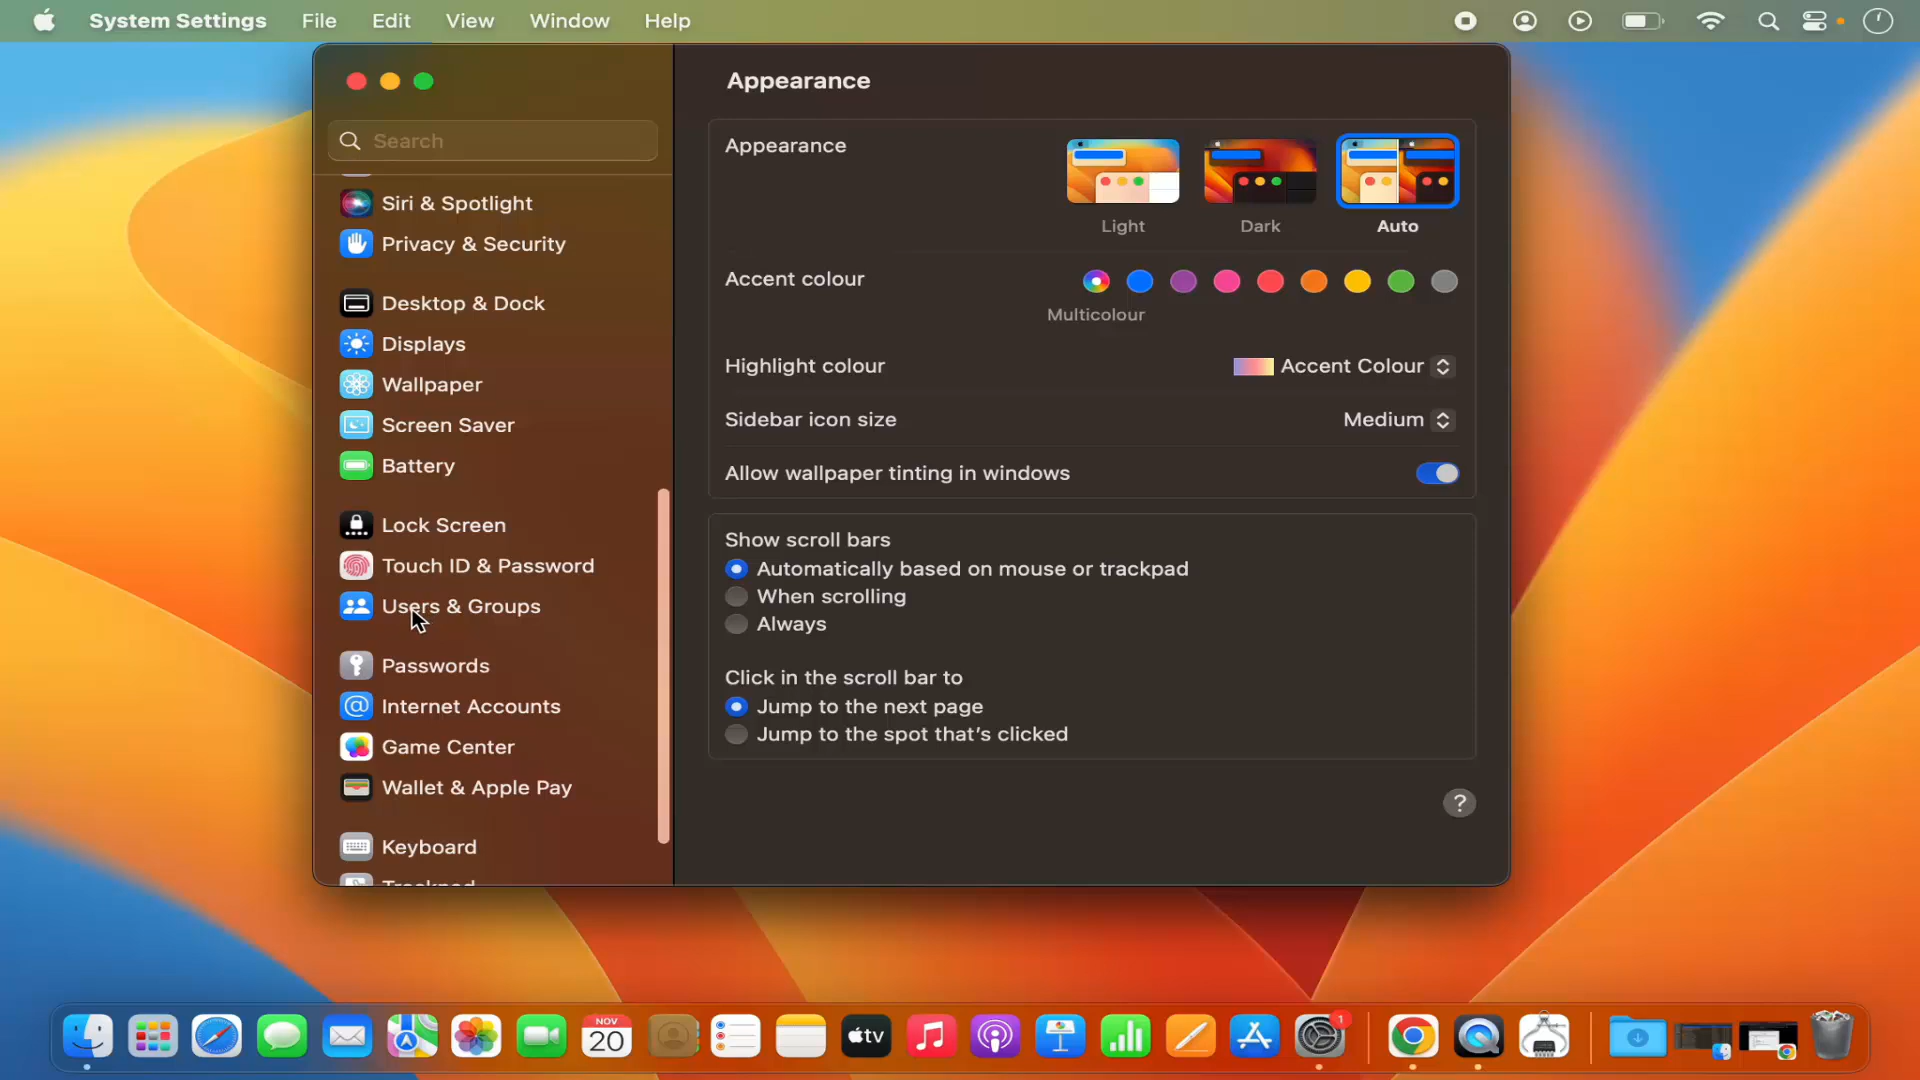 System Settings File Edit View Window Help
Search
Siri & Spotlight
Privacy & Security
Desktop & Dock
Displays
Wallpaper
Screen Saver
Battery
Lock Screen
Touch ID & Password
Users & Groups
Passwords
Internet Accounts
Game Center
Wallet & Apple Pay
Keyboard
Trackpad
Appearance
Appearance
Light Dark Auto
Accent colour
Multicolour
Highlight colour Accent Colour
Sidebar icon size Medium
Allow wallpaper tinting in windows
Show scroll bars
Automatically based on mouse or trackpad
When scrolling
Always
Click in the scroll bar to
Jump to the next page
Jump to the spot that's clicked
?
NOV
20
tv
1